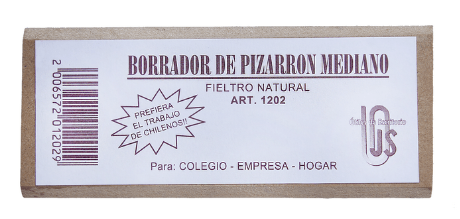 BORRADOR DE PIZARRON MEDIANO
FIELTRO NATURAL
ART. 1202
PREFIERA
EL TRABAJO
DE CHILENOS!!
2 006572 012029
Para: COLEGIO - EMPRESA - HOGAR